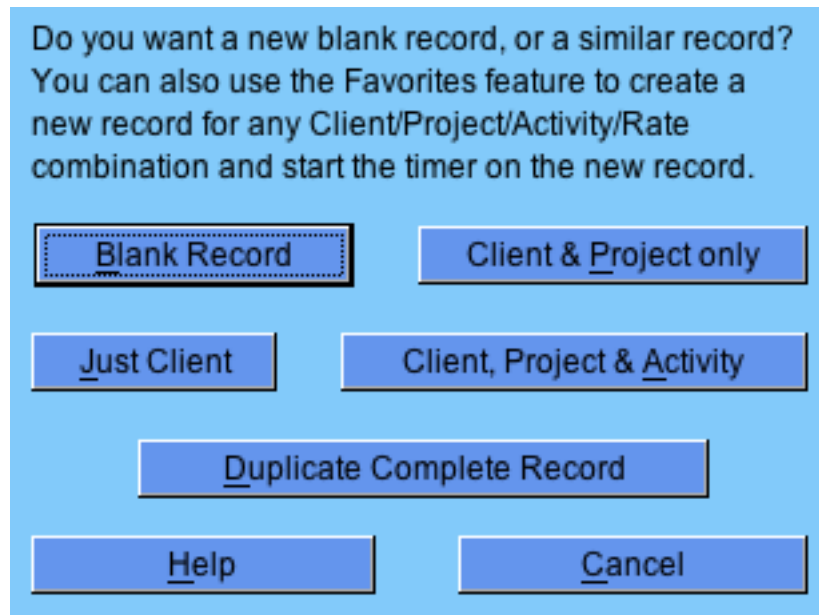 Do you want a new blank record, or a similar record?
You can also use the Favorites feature to create a
new record for any Client/Project/Activity/Rate
combination and start the timer on the new record.
Blank Record
Client & Project only
Just Client
Client, Project & Activity
Duplicate Complete Record
Help
Cancel